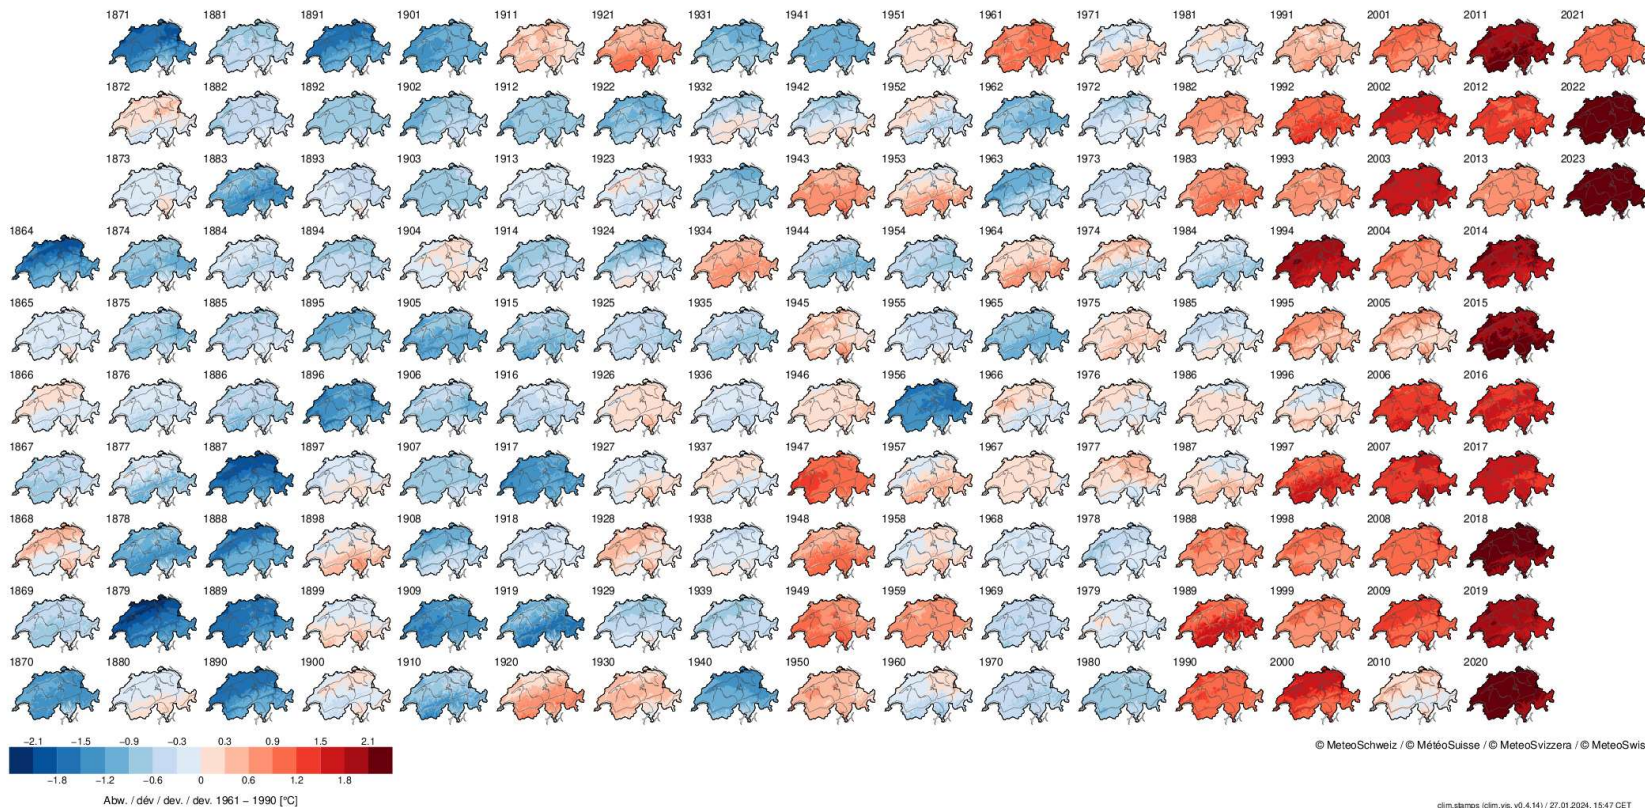 1871 1881 1891 1901 1911 1921 1931 1941 1951 1961 1971 1981 1991 2001 2011 2021
1872 1882 1892 1902 1912 1922 1932 1942 1952 1962 1972 1982 1992 2002 2012 2022
1873 1883 1893 1903 1913 1923 1933 1943 1953 1963 1973 1983 1993 2003 2013 2023
1864 1874 1884 1894 1904 1914 1924 1934 1944 1954 1964 1974 1984 1994 2004 2014
1865 1875 1885 1895 1905 1915 1925 1935 1945 1955 1965 1975 1985 1995 2005 2015
1866 1876 1886 1896 1906 1916 1926 1936 1946 1956 1966 1976 1986 1996 2006 2016
1867 1877 1887 1897 1907 1917 1927 1937 1947 1957 1967 1977 1987 1997 2007 2017
1868 1878 1888 1898 1908 1918 1928 1938 1948 1958 1968 1978 1988 1998 2008 2018
1869 1879 1889 1899 1909 1919 1929 1939 1949 1959 1969 1979 1989 1999 2009 2019
1870 1880 1890 1900 1910 1920 1930 1940 1950 1960 1970 1980 1990 2000 2010 2020
−2.1 −1.5 −0.9 −0.3 0.3 0.9 1.5 2.1
−1.8 −1.2 −0.6 0 0.6 1.2 1.8
Abw. / dév / dev. / dev. 1961 − 1990 [°C]
© MeteoSchweiz / © MétéoSuisse / © MeteoSvizzera / © MeteoSwis
clim.stamps (clim.vis, v0.4.14) / 27.01.2024, 15:47 CET